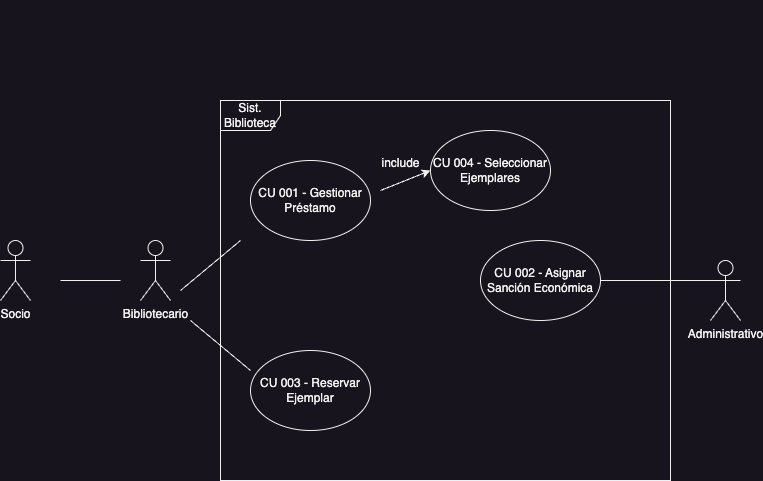 Sist.
Biblioteca
include
CU 004 - Seleccionar
Ejemplares
CU 001 - Gestionar
Préstamo
CU 002 - Asignar
Sanción Económica
Socio
Bibliotecario
Administrativo
CU 003 - Reservar
Ejemplar